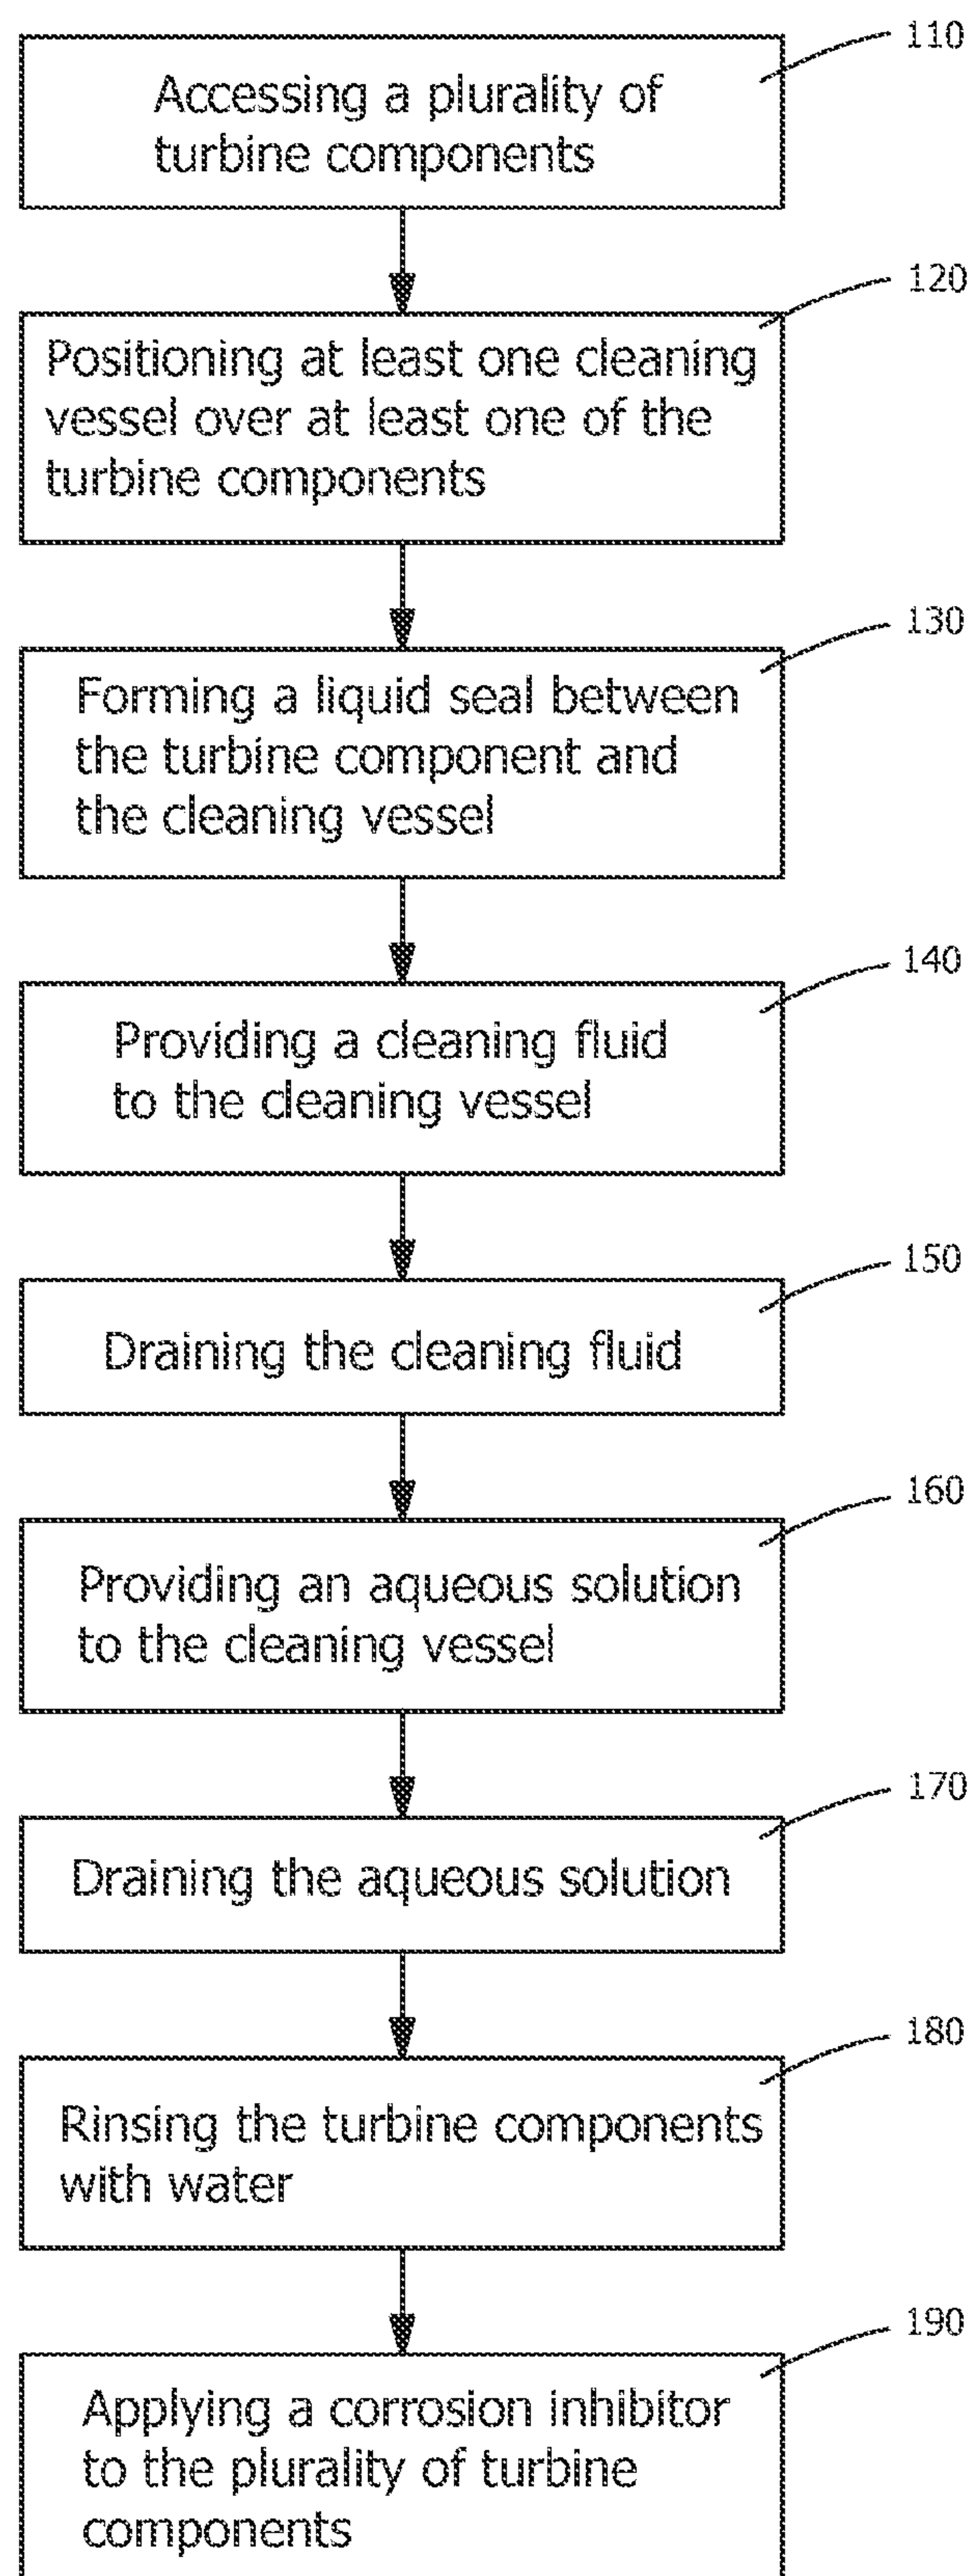 110
Accessing a plurality of
turbine components
120
Positioning at least one cleaning
vessel over at least one of the
turbine components
130
Forming a liquid seal between
the turbine component and
the cleaning vessel
140
Providing a cleaning fluid
to the cleaning vessel
150
Draining the cleaning fluid
160
Providing an aqueous solution
to the cleaning vessel
170
Draining the aqueous solution
180
Rinsing the turbine components
with water
190
Applying a corrosion inhibitor
to the plurality of turbine
components